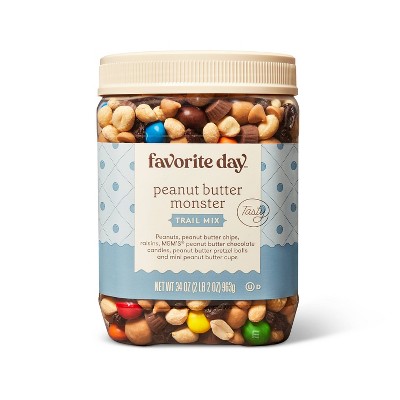 favorite day™
peanut butter
monster
Tasty
TRAIL MIX
Peanuts, peanut butter chips,
raisins, M&M'S® peanut butter chocolate
candies, peanut butter pretzel balls
and mini peanut butter cups.
NET WT 34 OZ (2 LB 2 OZ) 963g
U D